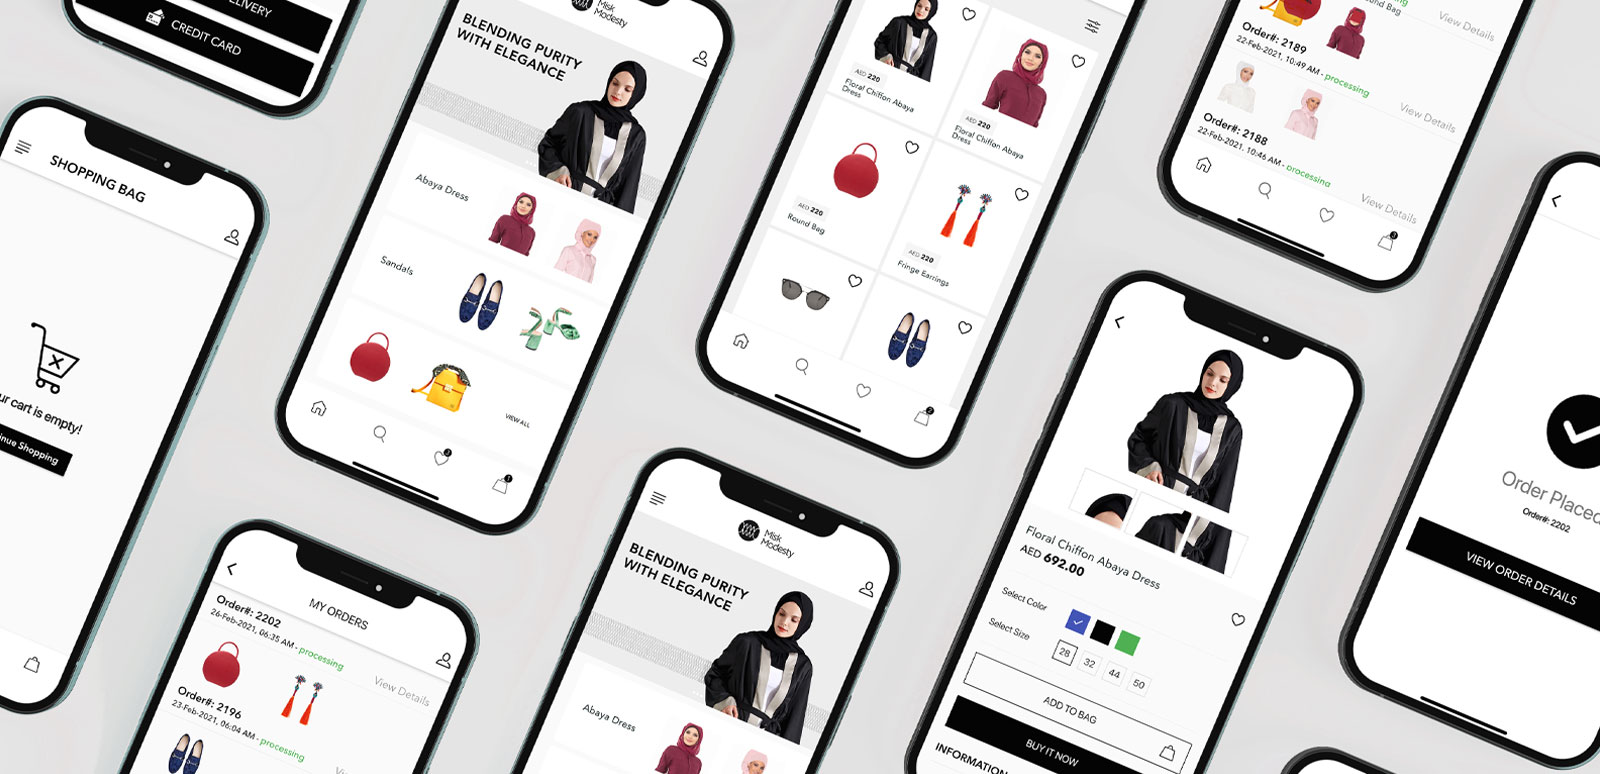 CREDIT CARD
SHOPPING BAG
cart is empty!
Shopping
Misk
Modesty
BLENDING PURITY
WITH ELEGANCE
Abaya Dress
Sandals
VIEW ALL
2
1
AED 220
Floral Chiffon Abaya
Dress
AED 220
Floral Chiffon Abaya
Dress
AED 220
Round Bag
AED 220
Fringe Earrings
2
Round Bag
View Details
Order#: 2189
22-Feb-2021, 10:49 AM - processing
View Details
Order#: 2188
22-Feb-2021, 10:46 AM - processing
View Details
MY ORDERS
Order#: 2202
26-Feb-2021, 06:35 AM - processing
View Details
Order#: 2196
23-Feb-2021, 06:04 AM - processing
Misk
Modesty
BLENDING PURITY
WITH ELEGANCE
Abaya Dress
Floral Chiffon Abaya Dress
AED 692.00
Select Color
Select Size
28
32
44
50
ADD TO BAG
BUY IT NOW
INFORMATION
Order Placed
Order#: 2202
VIEW ORDER DETAILS